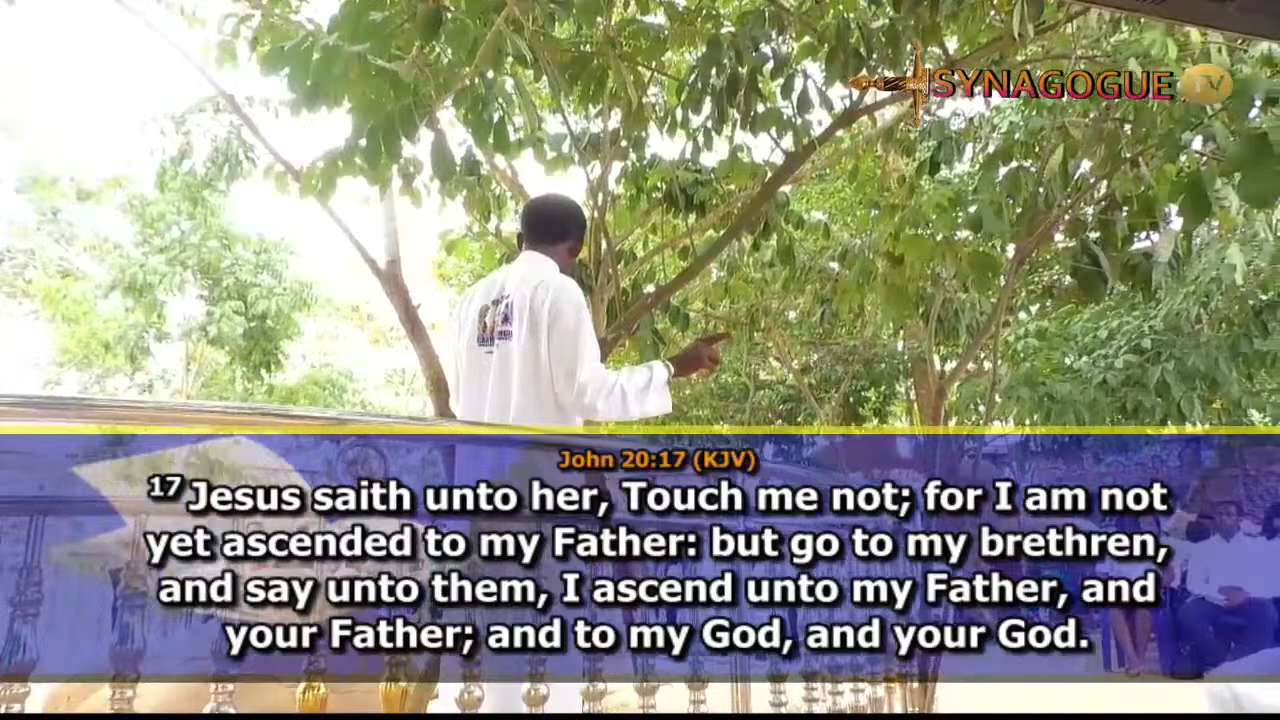 SYNAGOGUE TV
John 20:17 (KJV)
17 Jesus saith unto her, Touch me not; for I am not
yet ascended to my Father: but go to my brethren,
and say unto them, I ascend unto my Father, and
your Father; and to my God, and your God.